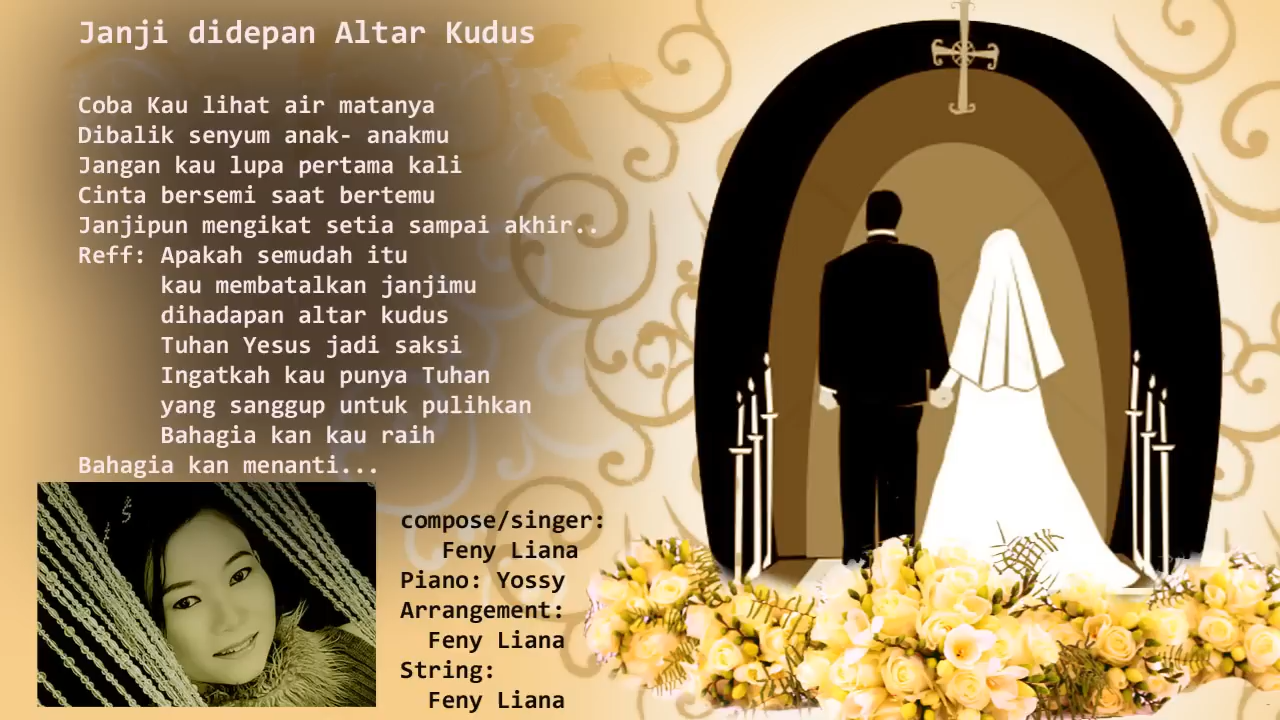 Janji didepan Altar Kudus
Coba Kau lihat air matanya
Dibalik senyum anak- anakmu
Jangan kau lupa pertama kali
Cinta bersemi saat bertemu
Janjipun mengikat setia sampai akhir..
Reff: Apakah semudah itu
kau membatalkan janjimu
dihadapan altar kudus
Tuhan Yesus jadi saksi
Ingatkah kau punya Tuhan
yang sanggup untuk pulihkan
Bahagia kan kau raih
Bahagia kan menanti...
compose/singer:
Feny Liana
Piano: Yossy
Arrangement:
Feny Liana
String:
Feny Liana